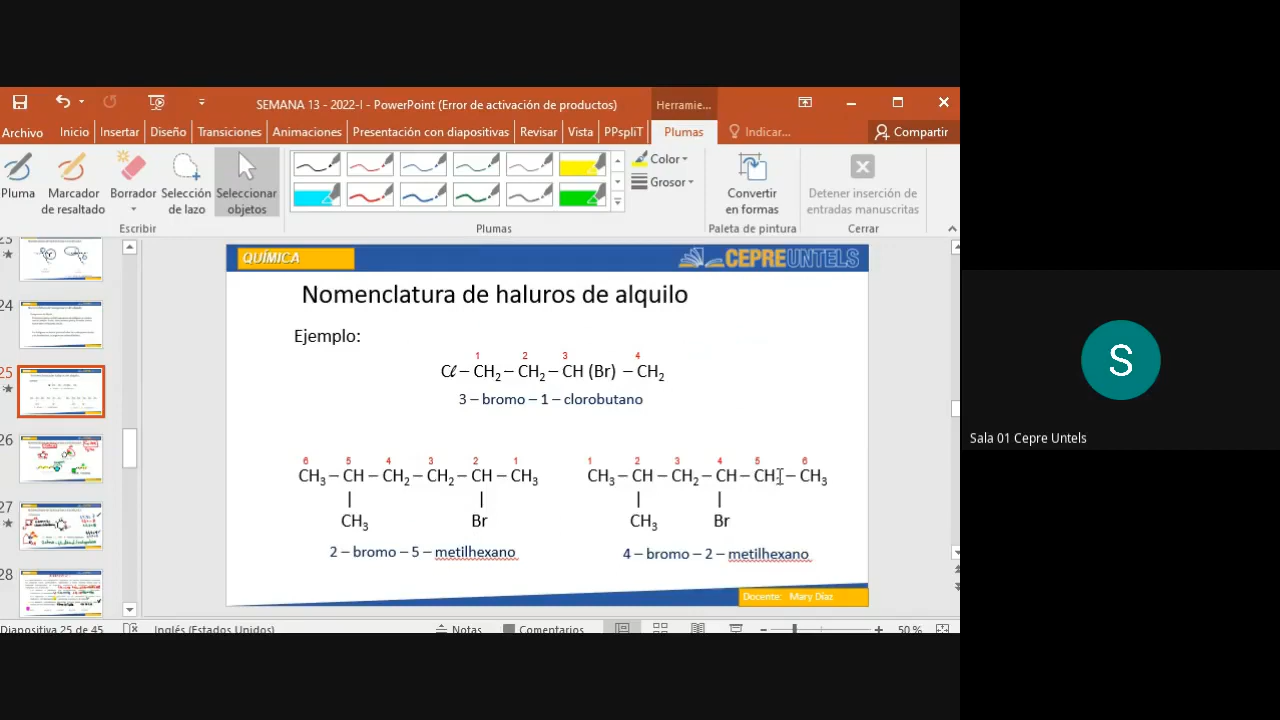 SEMANA 13 - 2022-I - PowerPoint (Error de activación de productos)
Herramie...
Archivo Inicio Insertar Diseño Transiciones Animaciones Presentación con diapositivas Revisar Vista PPspliT Plumas Indicar... Compartir
Pluma Marcador de resaltado Borrador Selección de lazo Seleccionar objetos
Color
Grosor
Convertir en formas
Detener inserción de entradas manuscritas
Escribir Plumas Paleta de pintura Cerrar
24
25
26
27
28
QUÍMICA
CEPREUNTELS
Nomenclatura de haluros de alquilo
Ejemplo:
1 2 3 4
Cℓ – CH2 – CH2 – CH (Br) – CH2
3 – bromo – 1 – clorobutano
6 5 4 3 2 1
CH3 – CH – CH2 – CH2 – CH – CH3
| |
CH3 Br
2 – bromo – 5 – metilhexano
1 2 3 4 5 6
CH3 – CH – CH2 – CH – CH2 – CH3
| |
CH3 Br
4 – bromo – 2 – metilhexano
Docente: Mary Díaz
Diapositiva 25 de 45 Inglés (Estados Unidos) Notas Comentarios 50 %
S
Sala 01 Cepre Untels